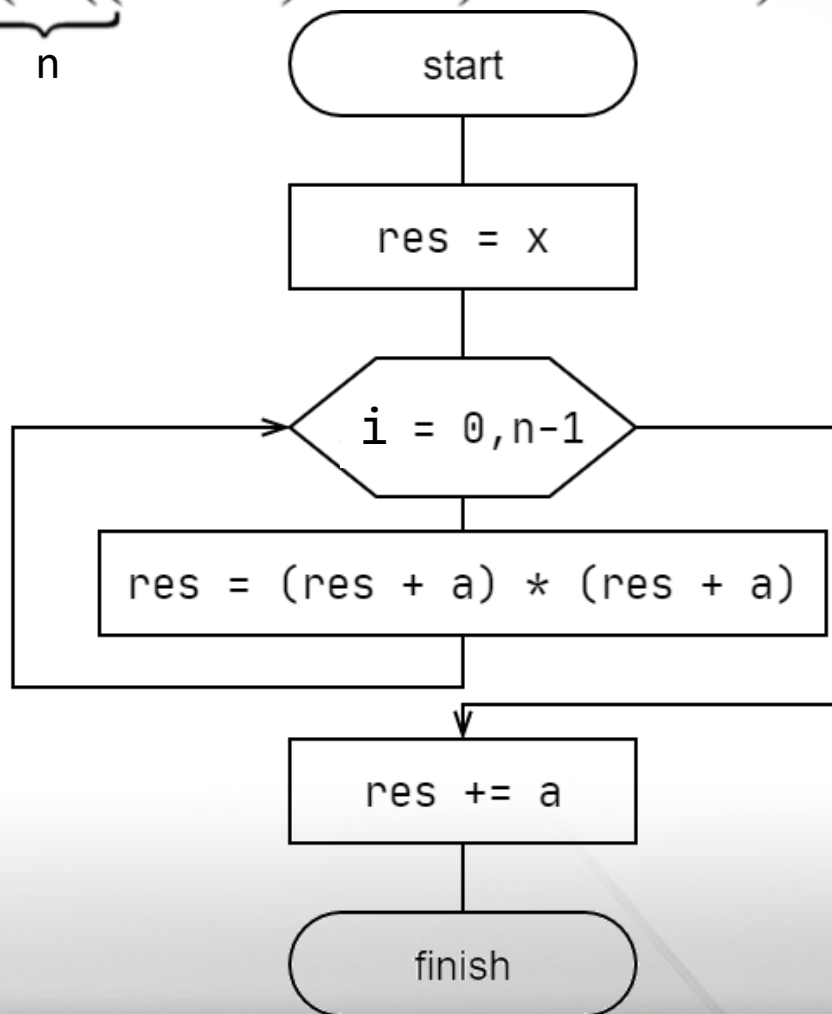 n
start
res = x
i = 0,n-1
res = (res + a) * (res + a)
res += a
finish